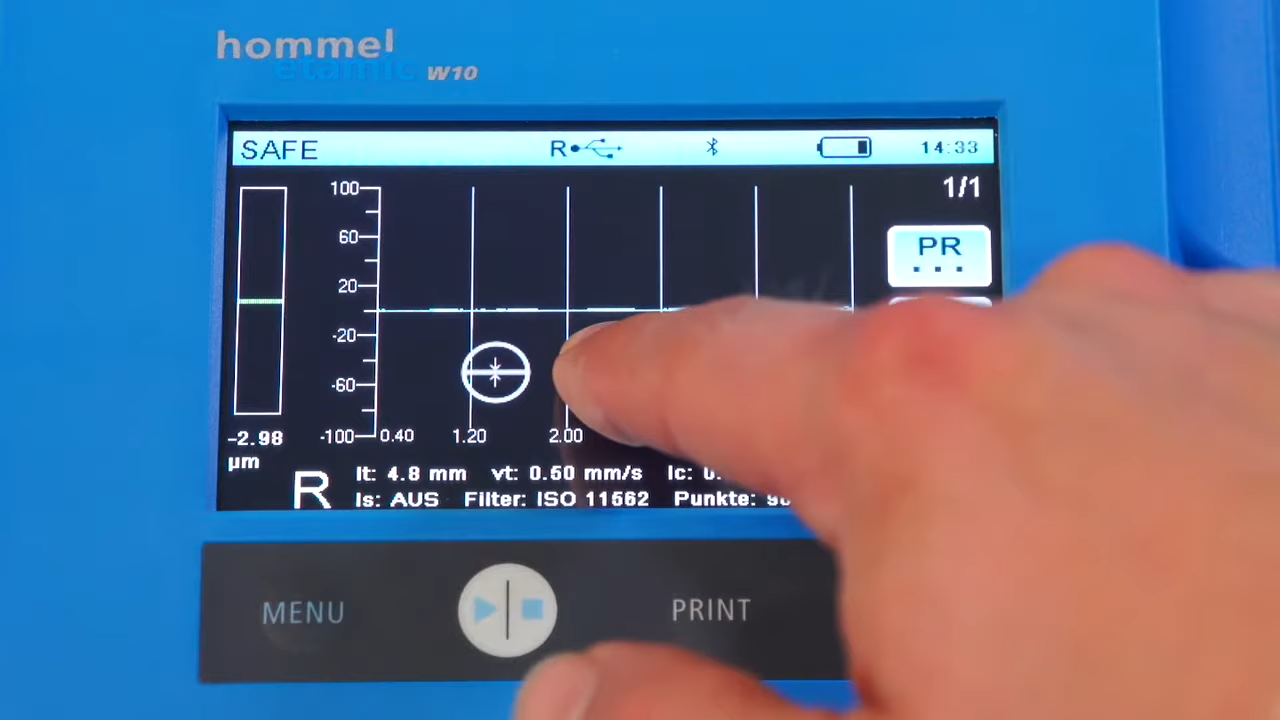 hommel
etamic W10
SAFE R 14:33
1/1
PR
...
100
60
20
-20
-60
-100 0.40 1.20 2.00
-2.98
µm
R
lt: 4.8 mm vt: 0.50 mm/s lc:
ls: AUS Filter: ISO 11562 Punkte:
MENU PRINT